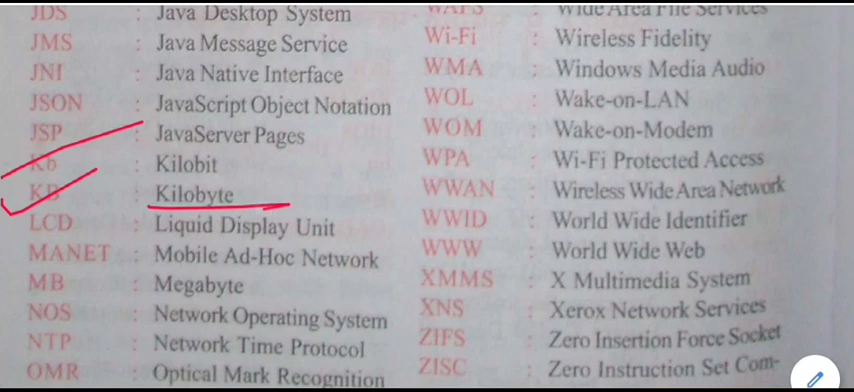 JDS : Java Desktop System
JMS : Java Message Service
JNI : Java Native Interface
JSON : JavaScript Object Notation
JSP : JavaServer Pages
Kb : Kilobit
KB : Kilobyte
LCD : Liquid Display Unit
MANET : Mobile Ad-Hoc Network
MB : Megabyte
NOS : Network Operating System
NTP : Network Time Protocol
OMR : Optical Mark Recognition
WAFS : Wide Area File Services
Wi-Fi : Wireless Fidelity
WMA : Windows Media Audio
WOL : Wake-on-LAN
WOM : Wake-on-Modem
WPA : Wi-Fi Protected Access
WWAN : Wireless Wide Area Network
WWID : World Wide Identifier
WWW : World Wide Web
XMMS : X Multimedia System
XNS : Xerox Network Services
ZIFS : Zero Insertion Force Socket
ZISC : Zero Instruction Set Com-